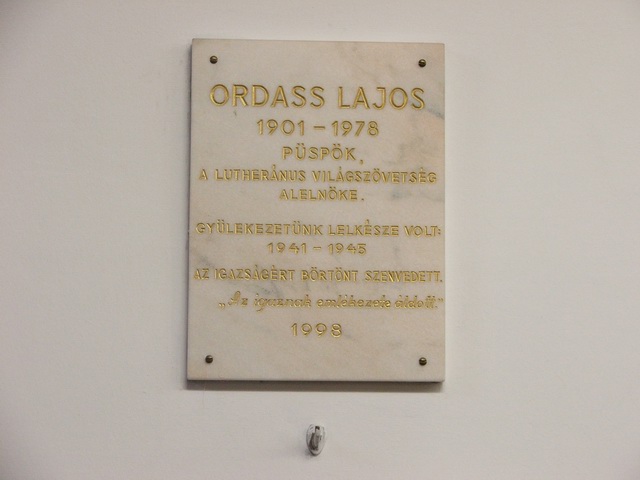 ORDASS LAJOS
1901 – 1978
PÜSPÖK,
A LUTHERÁNUS VILÁGSZÖVETSÉG
ALELNÖKE.
GYÜLEKEZETÜNK LELKÉSZE VOLT:
1941 – 1945
AZ IGAZSÁGÉRT BÖRTÖNT SZENVEDETT.
„Az igaznak emlékezete áldott."
1998